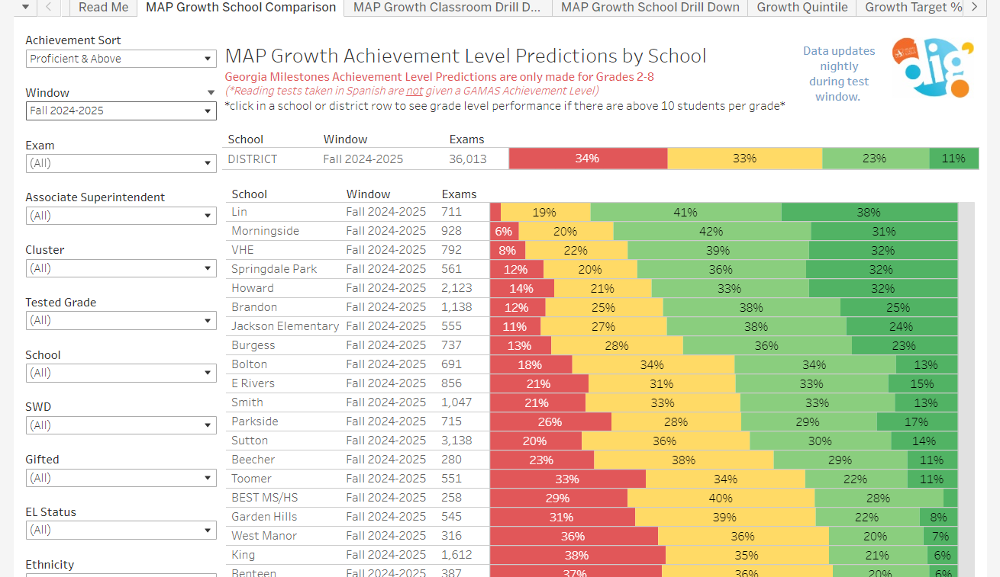 Read Me
MAP Growth School Comparison
MAP Growth Classroom Drill D...
MAP Growth School Drill Down
Growth Quintile
Growth Target %
Achievement Sort
Proficient & Above
Window
Fall 2024-2025
Exam
(All)
Associate Superintendent
(All)
Cluster
(All)
Tested Grade
(All)
School
(All)
SWD
(All)
Gifted
(All)
EL Status
(All)
Ethnicity
MAP Growth Achievement Level Predictions by School
Georgia Milestones Achievement Level Predictions are only made for Grades 2-8
(*Reading tests taken in Spanish are not given a GAMAS Achievement Level)
*click in a school or district row to see grade level performance if there are above 10 students per grade*
Data updates
nightly
during test
window.
dig
School Window Exams
DISTRICT Fall 2024-2025 36,013 34% 33% 23% 11%
School Window Exams
Lin Fall 2024-2025 711 19% 41% 38%
Morningside Fall 2024-2025 928 6% 20% 42% 31%
VHE Fall 2024-2025 792 8% 22% 39% 32%
Springdale Park Fall 2024-2025 561 12% 20% 36% 32%
Howard Fall 2024-2025 2,123 14% 21% 33% 32%
Brandon Fall 2024-2025 1,138 12% 25% 38% 25%
Jackson Elementary Fall 2024-2025 555 11% 27% 38% 24%
Burgess Fall 2024-2025 737 13% 28% 36% 23%
Bolton Fall 2024-2025 691 18% 34% 34% 13%
E Rivers Fall 2024-2025 856 21% 31% 33% 15%
Smith Fall 2024-2025 1,047 21% 33% 33% 13%
Parkside Fall 2024-2025 715 26% 28% 29% 17%
Sutton Fall 2024-2025 3,138 20% 36% 30% 14%
Beecher Fall 2024-2025 280 23% 38% 29% 11%
Toomer Fall 2024-2025 551 33% 34% 22% 11%
BEST MS/HS Fall 2024-2025 258 29% 40% 28%
Garden Hills Fall 2024-2025 545 31% 39% 22% 8%
West Manor Fall 2024-2025 316 36% 36% 20% 7%
King Fall 2024-2025 1,612 38% 35% 21% 6%
Benteen Fall 2024-2025 387 37% 36% 20% 6%